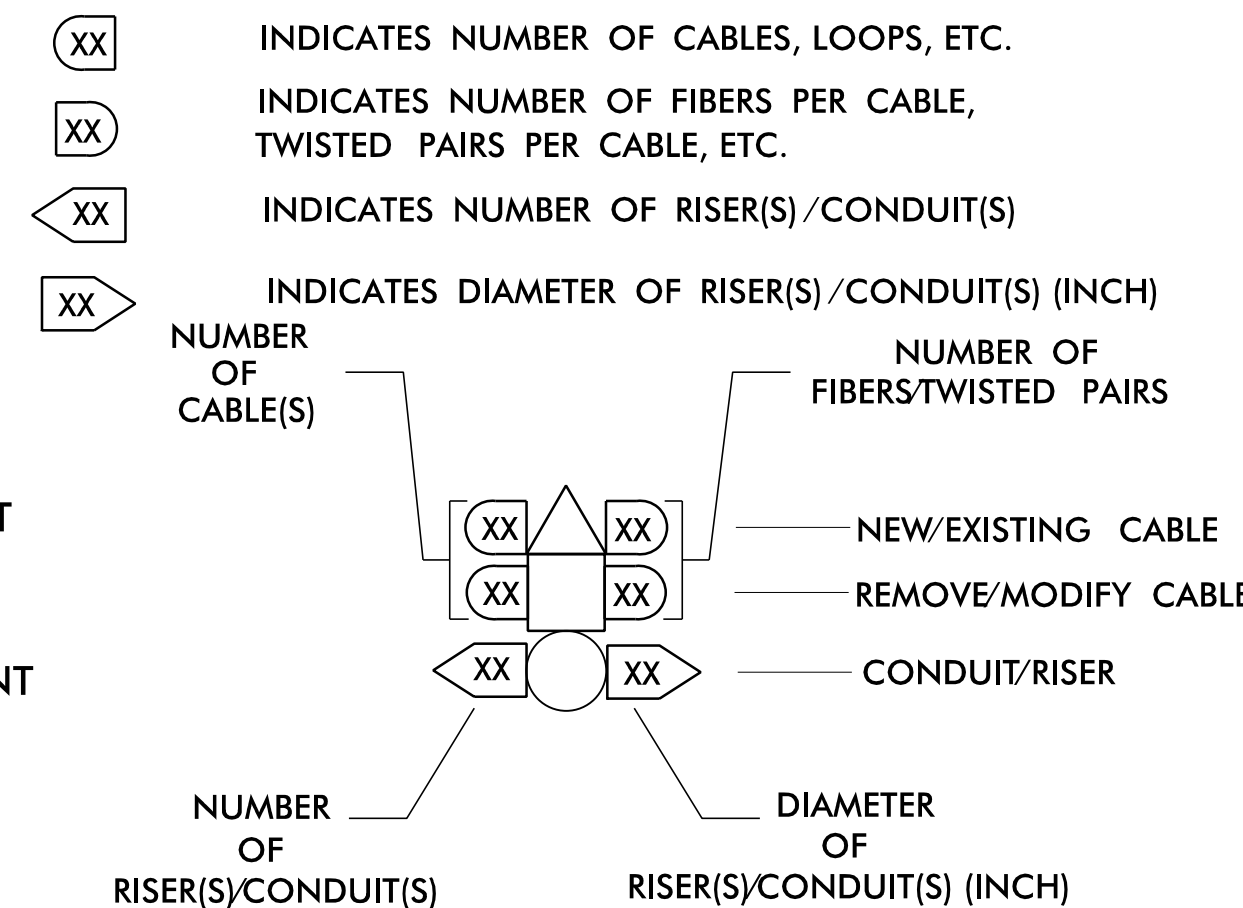 XX INDICATES NUMBER OF CABLES, LOOPS, ETC.
XX INDICATES NUMBER OF FIBERS PER CABLE,
TWISTED PAIRS PER CABLE, ETC.
XX INDICATES NUMBER OF RISER(S)/CONDUIT(S)
XX INDICATES DIAMETER OF RISER(S)/CONDUIT(S) (INCH)
NUMBER
OF
CABLE(S)
NUMBER OF
FIBERS/TWISTED PAIRS
T
XX XX NEW/EXISTING CABLE
XX XX REMOVE/MODIFY CABLE
NT
XX XX CONDUIT/RISER
NUMBER
OF
RISER(S)/CONDUIT(S)
DIAMETER
OF
RISER(S)/CONDUIT(S) (INCH)